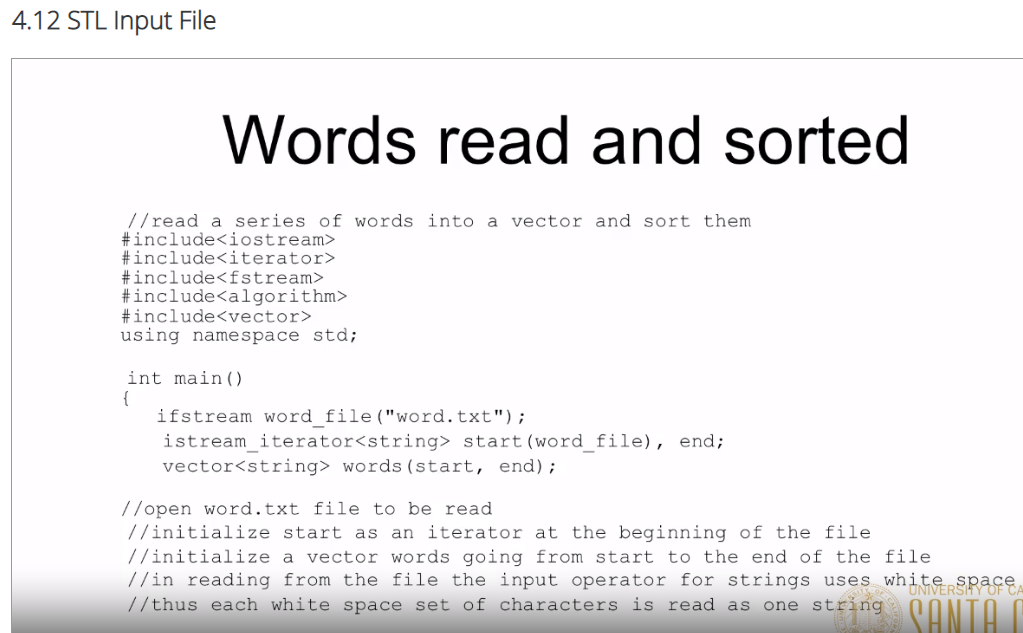 4.12 STL Input File
Words read and sorted
//read a series of words into a vector and sort them
#include<iostream>
#include<iterator>
#include<fstream>
#include<algorithm>
#include<vector>
using namespace std;
int main()
{
ifstream word_file("word.txt");
istream_iterator<string> start(word_file), end;
vector<string> words(start, end);
//open word.txt file to be read
//initialize start as an iterator at the beginning of the file
//initialize a vector words going from start to the end of the file
//in reading from the file the input operator for strings uses white space
//thus each white space set of characters is read as one string
UNIVERSITY OF CA
SANTA C